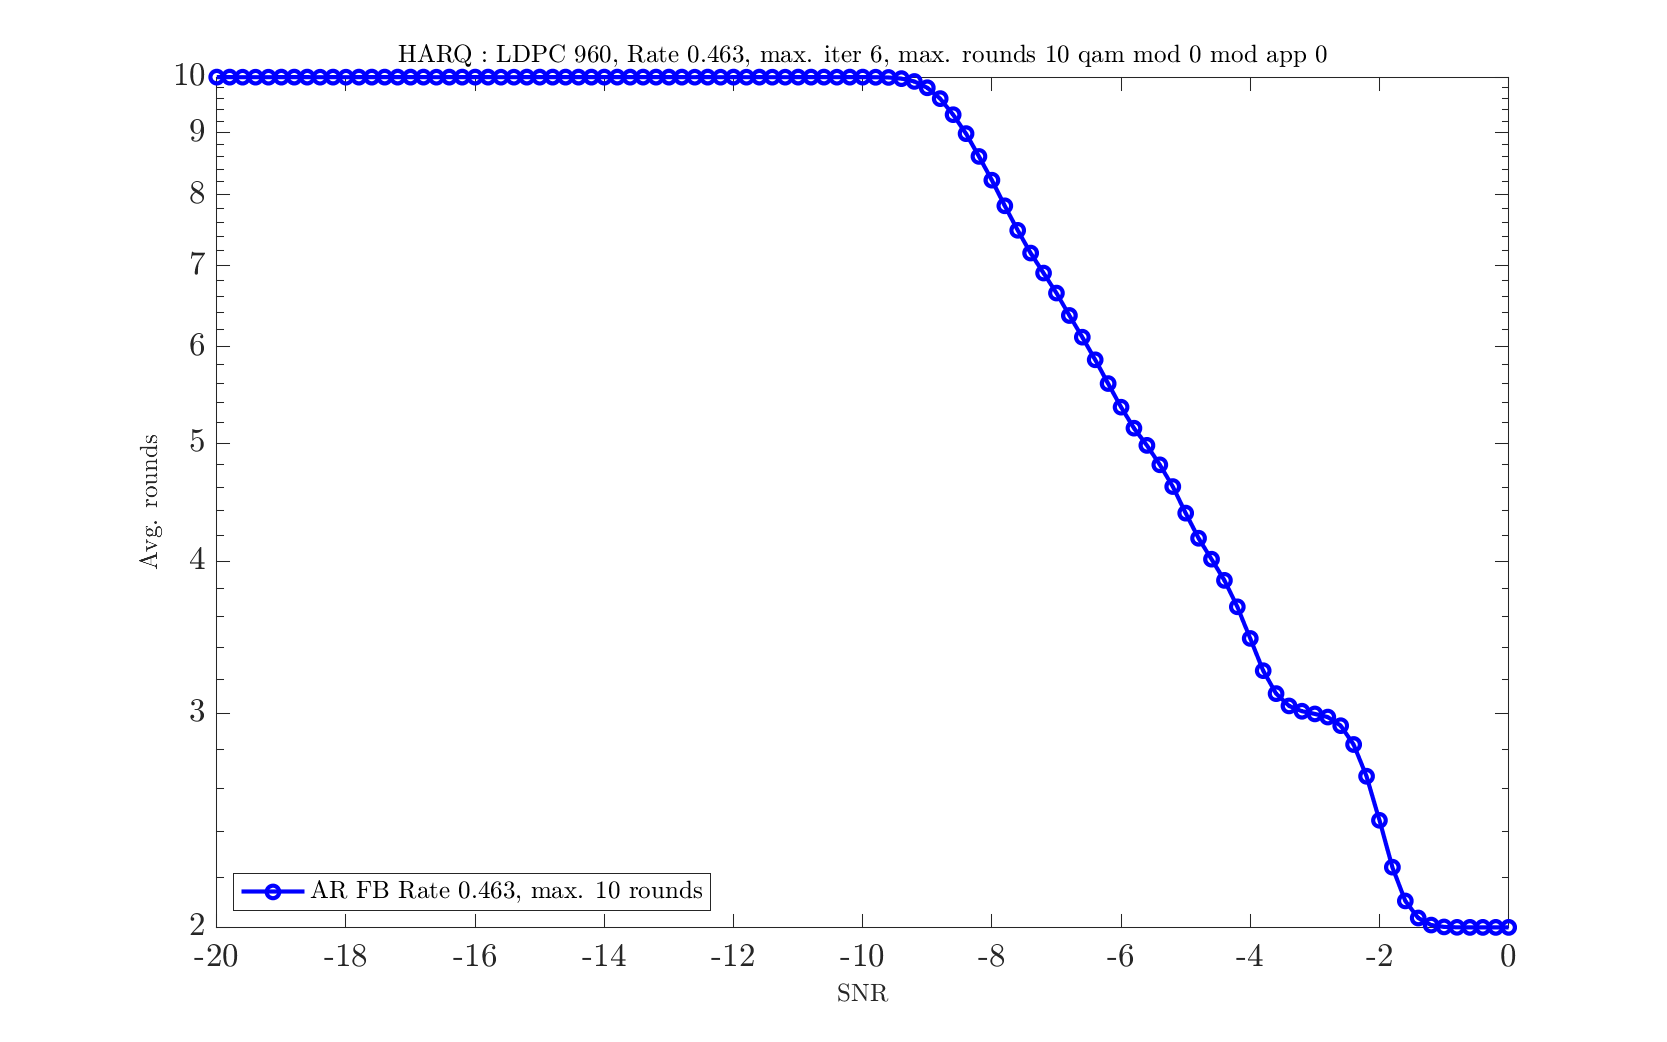 HARQ : LDPC 960, Rate 0.463, max. iter 6, max. rounds 10 qam mod 0 mod app 0
10
9
8
7
6
5
4
3
2
Avg. rounds
AR FB Rate 0.463, max. 10 rounds
-20 -18 -16 -14 -12 -10 -8 -6 -4 -2 0
SNR